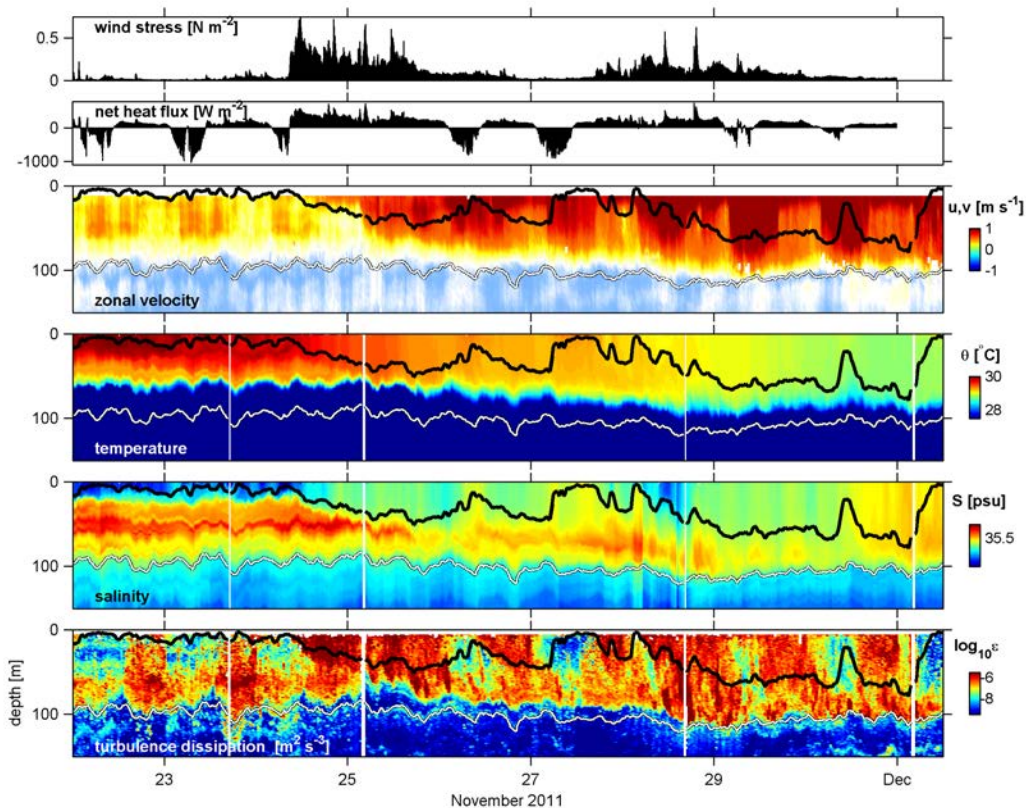 wind stress [N m-2]
0.5
0
net heat flux [W m-2]
0
-1000
0
100
zonal velocity
u,v [m s-1]
1
0
-1
0
100
temperature
θ [°C]
30
28
0
100
salinity
S [psu]
35.5
0
100
depth [m]
turbulence dissipation [m2 s-3]
log10ε
-6
-8
23 25 27 29 Dec
November 2011